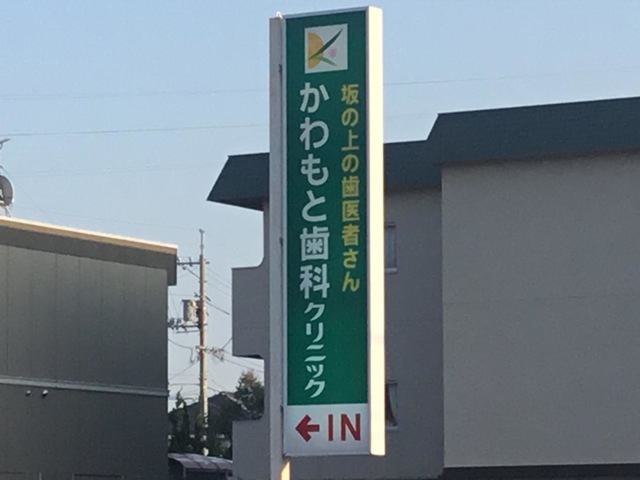 坂の上の歯医者さん
かわもと歯科クリニック
←IN